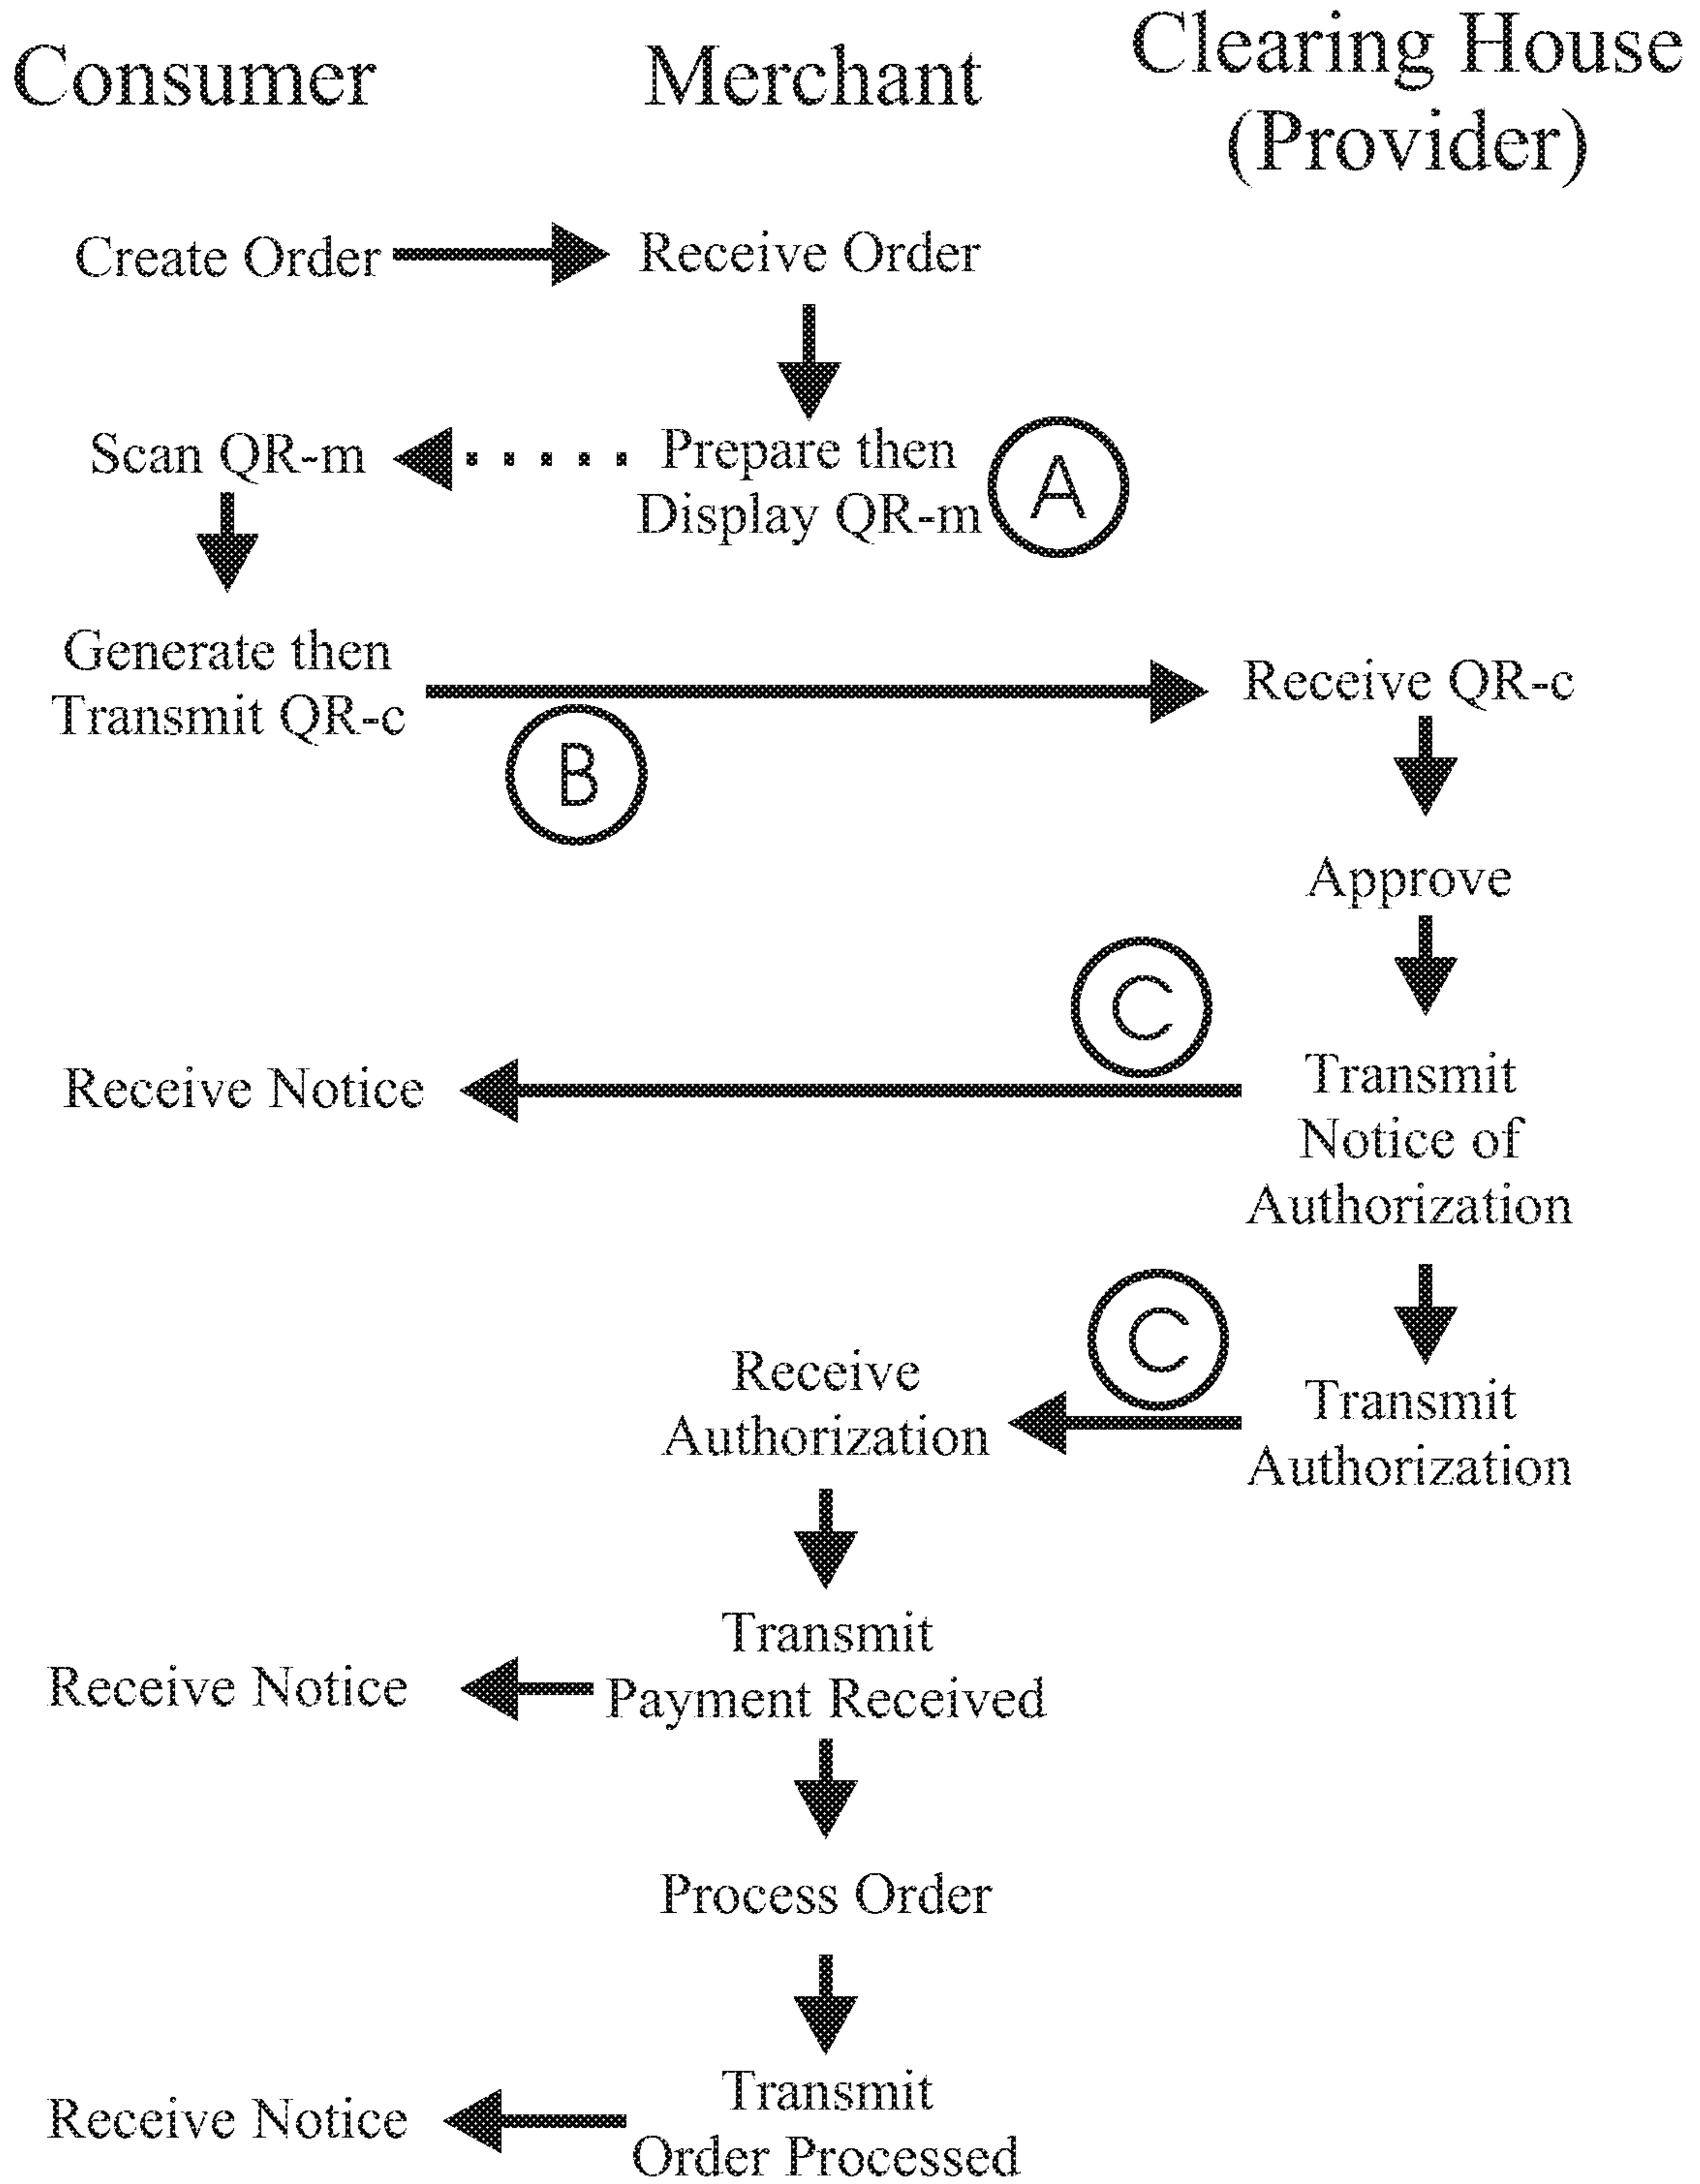 Consumer
Merchant
Clearing House
(Provider)
Create Order
Receive Order
Scan QR-m
Prepare then
Display QR-m
A
Generate then
Transmit QR-c
B
Receive QR-c
Approve
C
Receive Notice
Transmit
Notice of
Authorization
C
Receive
Authorization
Transmit
Authorization
Receive Notice
Transmit
Payment Received
Process Order
Receive Notice
Transmit
Order Processed